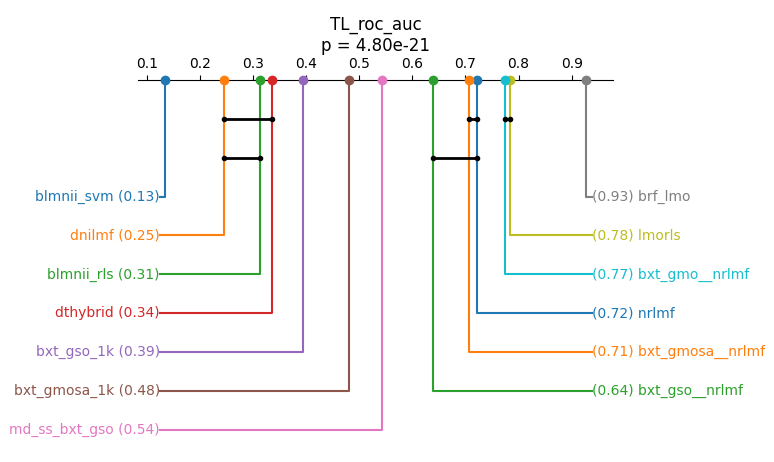 TL_roc_auc
p = 4.80e-21
0.1 0.2 0.3 0.4 0.5 0.6 0.7 0.8 0.9
blmnii_svm (0.13)
(0.93) brf_lmo
dnilmf (0.25)
(0.78) lmorls
blmnii_rls (0.31)
(0.77) bxt_gmo__nrlmf
dthybrid (0.34)
(0.72) nrlmf
bxt_gso_1k (0.39)
(0.71) bxt_gmosa__nrlmf
bxt_gmosa_1k (0.48)
(0.64) bxt_gso__nrlmf
md_ss_bxt_gso (0.54)